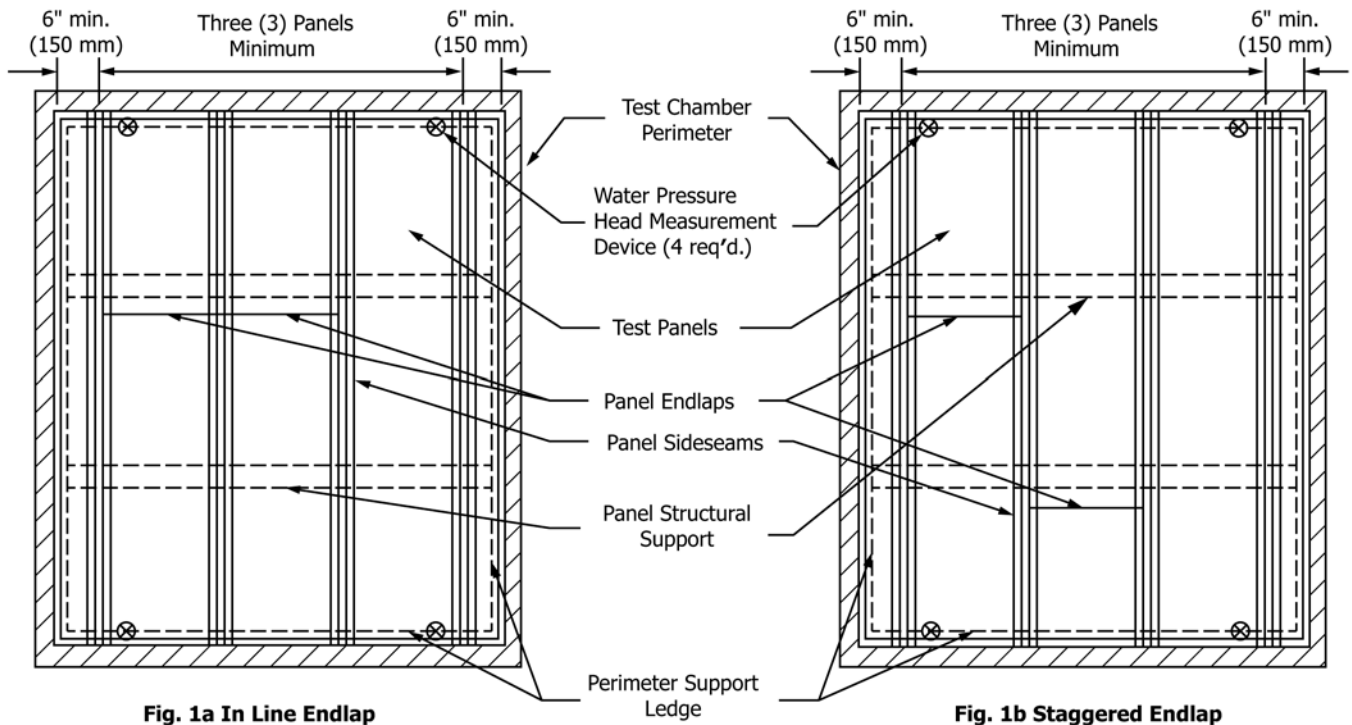 6" min.
(150 mm)
Three (3) Panels
Minimum
6" min.
(150 mm)
6" min.
(150 mm)
Three (3) Panels
Minimum
6" min.
(150 mm)
Test Chamber
Perimeter
Water Pressure
Head Measurement
Device (4 req'd.)
Test Panels
Panel Endlaps
Panel Sideseams
Panel Structural
Support
Perimeter Support
Ledge
Fig. 1a In Line Endlap
Fig. 1b Staggered Endlap